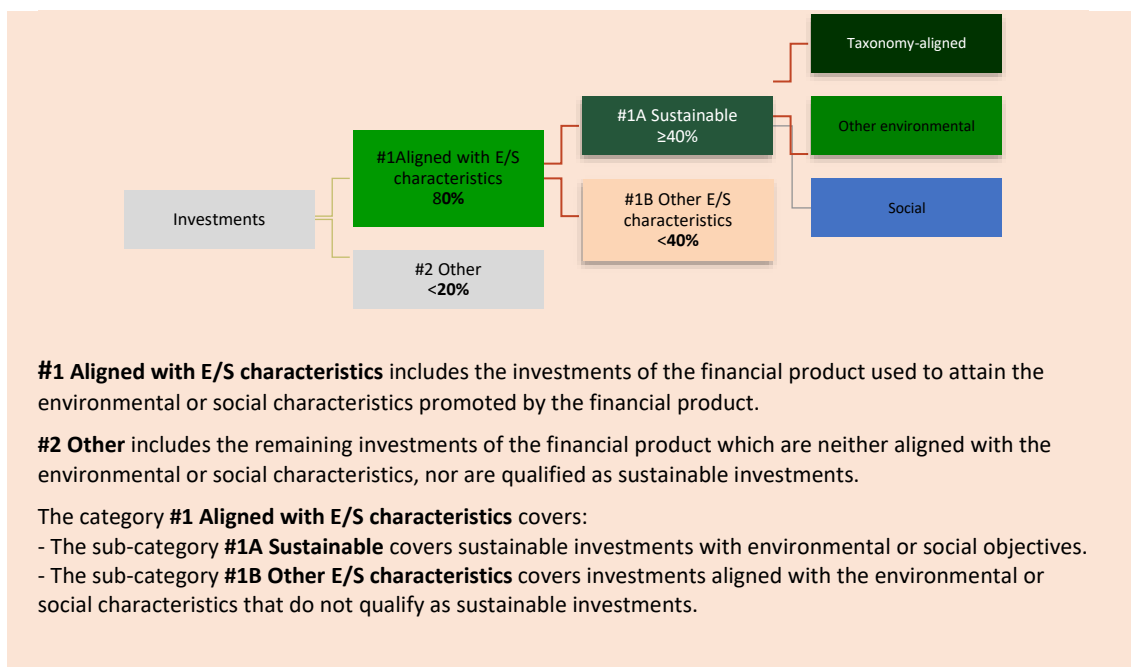 Taxonomy-aligned
#1A Sustainable
≥40%
Other environmental
#1Aligned with E/S
characteristics
80%
#1B Other E/S
characteristics
<40%
Social
Investments
#2 Other
<20%
#1 Aligned with E/S characteristics includes the investments of the financial product used to attain the
environmental or social characteristics promoted by the financial product.
#2 Other includes the remaining investments of the financial product which are neither aligned with the
environmental or social characteristics, nor are qualified as sustainable investments.
The category #1 Aligned with E/S characteristics covers:
- The sub-category #1A Sustainable covers sustainable investments with environmental or social objectives.
- The sub-category #1B Other E/S characteristics covers investments aligned with the environmental or
social characteristics that do not qualify as sustainable investments.